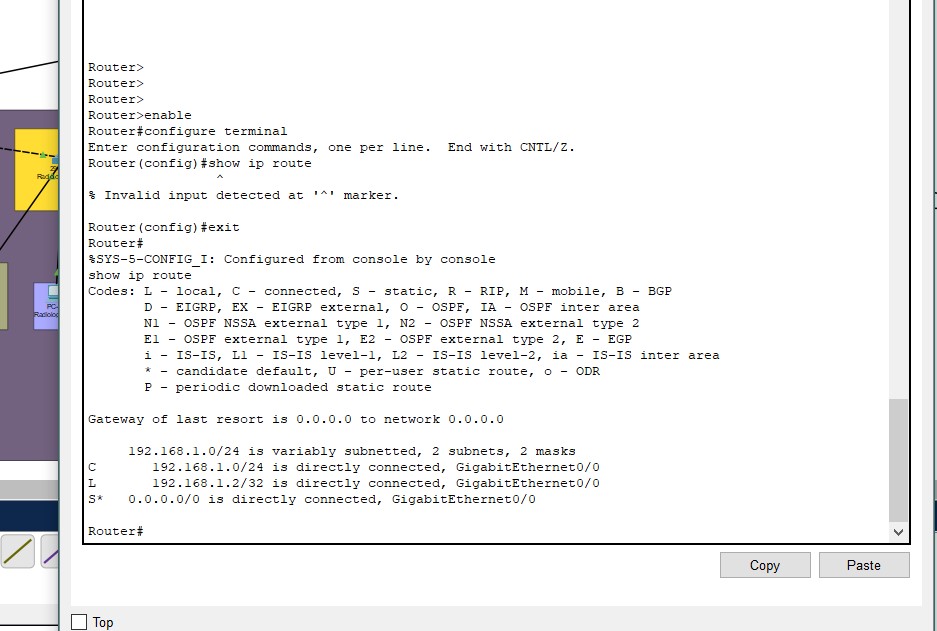 Router>
Router>
Router>
Router>enable
Router#configure terminal
Enter configuration commands, one per line.  End with CNTL/Z.
Router(config)#show ip route
^
% Invalid input detected at '^' marker.
Router(config)#exit
Router#
%SYS-5-CONFIG_I: Configured from console by console
show ip route
Codes: L - local, C - connected, S - static, R - RIP, M - mobile, B - BGP
D - EIGRP, EX - EIGRP external, O - OSPF, IA - OSPF inter area
N1 - OSPF NSSA external type 1, N2 - OSPF NSSA external type 2
E1 - OSPF external type 1, E2 - OSPF external type 2, E - EGP
i - IS-IS, L1 - IS-IS level-1, L2 - IS-IS level-2, ia - IS-IS inter area
* - candidate default, U - per-user static route, o - ODR
P - periodic downloaded static route
Gateway of last resort is 0.0.0.0 to network 0.0.0.0
192.168.1.0/24 is variably subnetted, 2 subnets, 2 masks
C 192.168.1.0/24 is directly connected, GigabitEthernet0/0
L 192.168.1.2/32 is directly connected, GigabitEthernet0/0
S* 0.0.0.0/0 is directly connected, GigabitEthernet0/0
Router#
PC-
Copy
Paste
Top